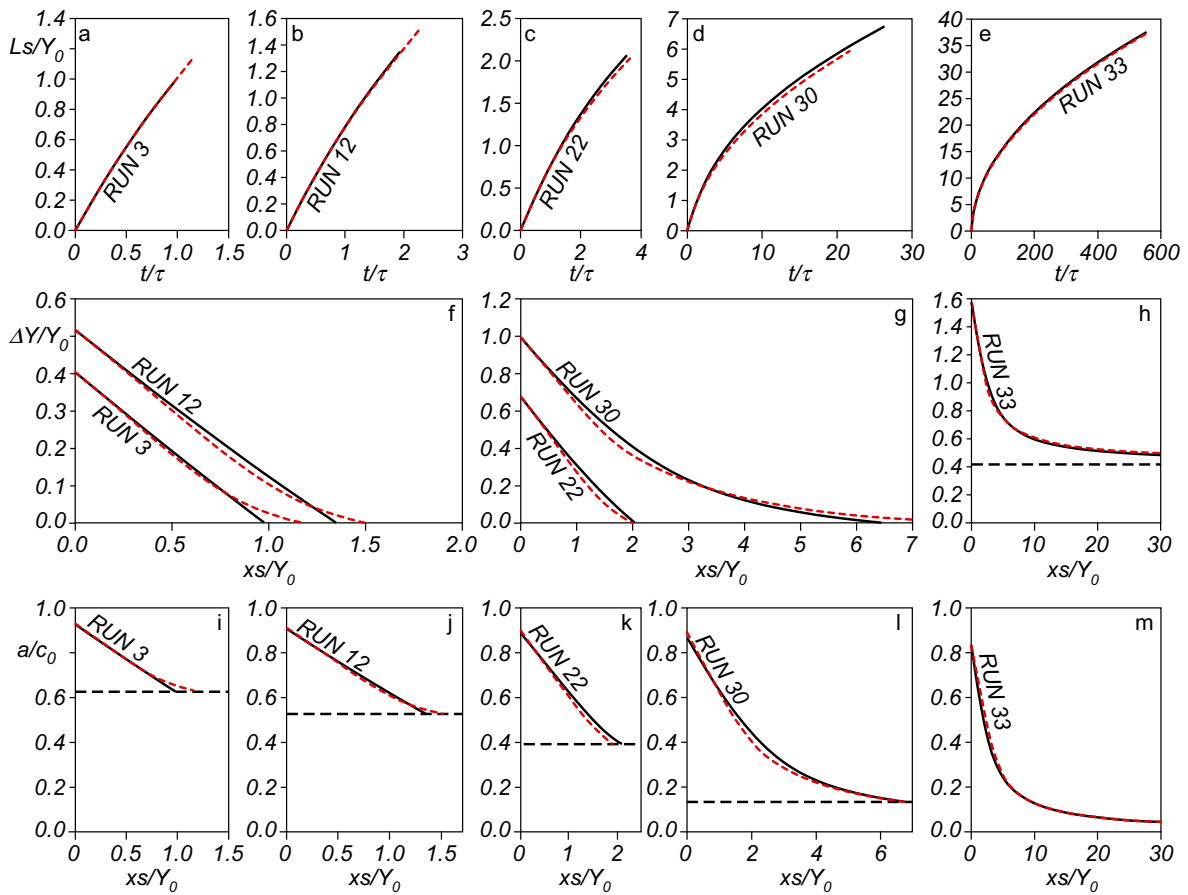 1.4 a
Ls/Y0
1.2
1.0
0.8
0.6
0.4
0.2
0.0
RUN 3
0.0 0.5 1.0 1.5
t/τ
1.6 b
1.4
1.2
1.0
0.8
0.6
0.4
0.2
0.0
RUN 12
0 1 2 3
t/τ
2.5 c
2.0
1.5
1.0
0.5
0.0
RUN 22
0 1 2 3 4
t/τ
7 d
6
5
4
3
2
1
0
RUN 30
0 10 20 30
t/τ
40 e
35
30
25
20
15
10
5
0
RUN 33
0 200 400 600
t/τ
0.6 f
ΔY/Y0
0.5
0.4
0.3
0.2
0.1
0.0
RUN 12
RUN 3
0.0 0.5 1.0 1.5 2.0
xs/Y0
1.2 g
1.0
0.8
0.6
0.4
0.2
0.0
RUN 30
RUN 22
0 1 2 3 4 5 6 7
xs/Y0
1.6 h
1.4
1.2
1.0
0.8
0.6
0.4
0.2
0.0
RUN 33
0 10 20 30
xs/Y0
1.0 i
a/c0
0.8
0.6
0.4
0.2
0.0
RUN 3
0.0 0.5 1.0 1.5
xs/Y0
1.0 j
0.8
0.6
0.4
0.2
0.0
RUN 12
0.0 0.5 1.0 1.5
xs/Y0
1.0 k
0.8
0.6
0.4
0.2
0.0
RUN 22
0 1 2
xs/Y0
1.0 l
0.8
0.6
0.4
0.2
0.0
RUN 30
0 2 4 6
xs/Y0
1.0 m
0.8
0.6
0.4
0.2
0.0
RUN 33
0 10 20 30
xs/Y0